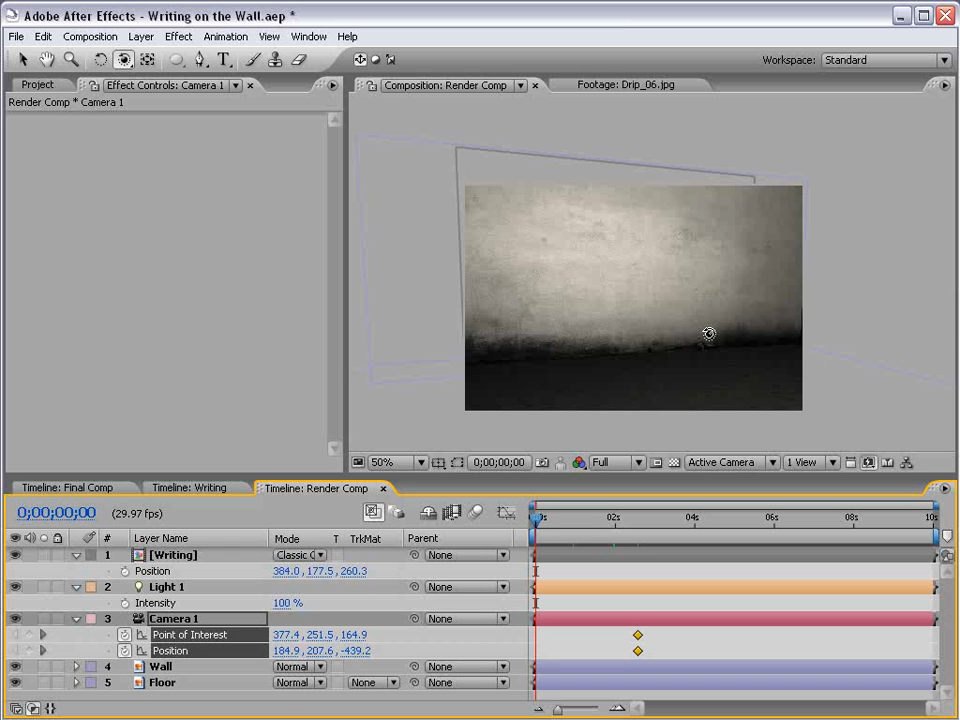 Adobe After Effects - Writing on the Wall.aep *
File Edit Composition Layer Effect Animation View Window Help
T Workspace: Standard
Project Effect Controls: Camera 1 Composition: Render Comp Footage: Drip_06.jpg
Render Comp * Camera 1
50% 0;00;00;00 Full Active Camera 1 View
Timeline: Final Comp Timeline: Writing Timeline: Render Comp
0;00;00;00 (29.97 fps) 02s 04s 06s 08s 10s
# Layer Name Mode T TrkMat Parent
1 [Writing] Classic C None
Position 384.0, 177.5, 260.3
2 Light 1 None
Intensity 100 %
3 Camera 1 None
Point of Interest 377.4, 251.5, 164.9
Position 184.9, 207.6, -439.2
4 Wall Normal None
5 Floor Normal None None